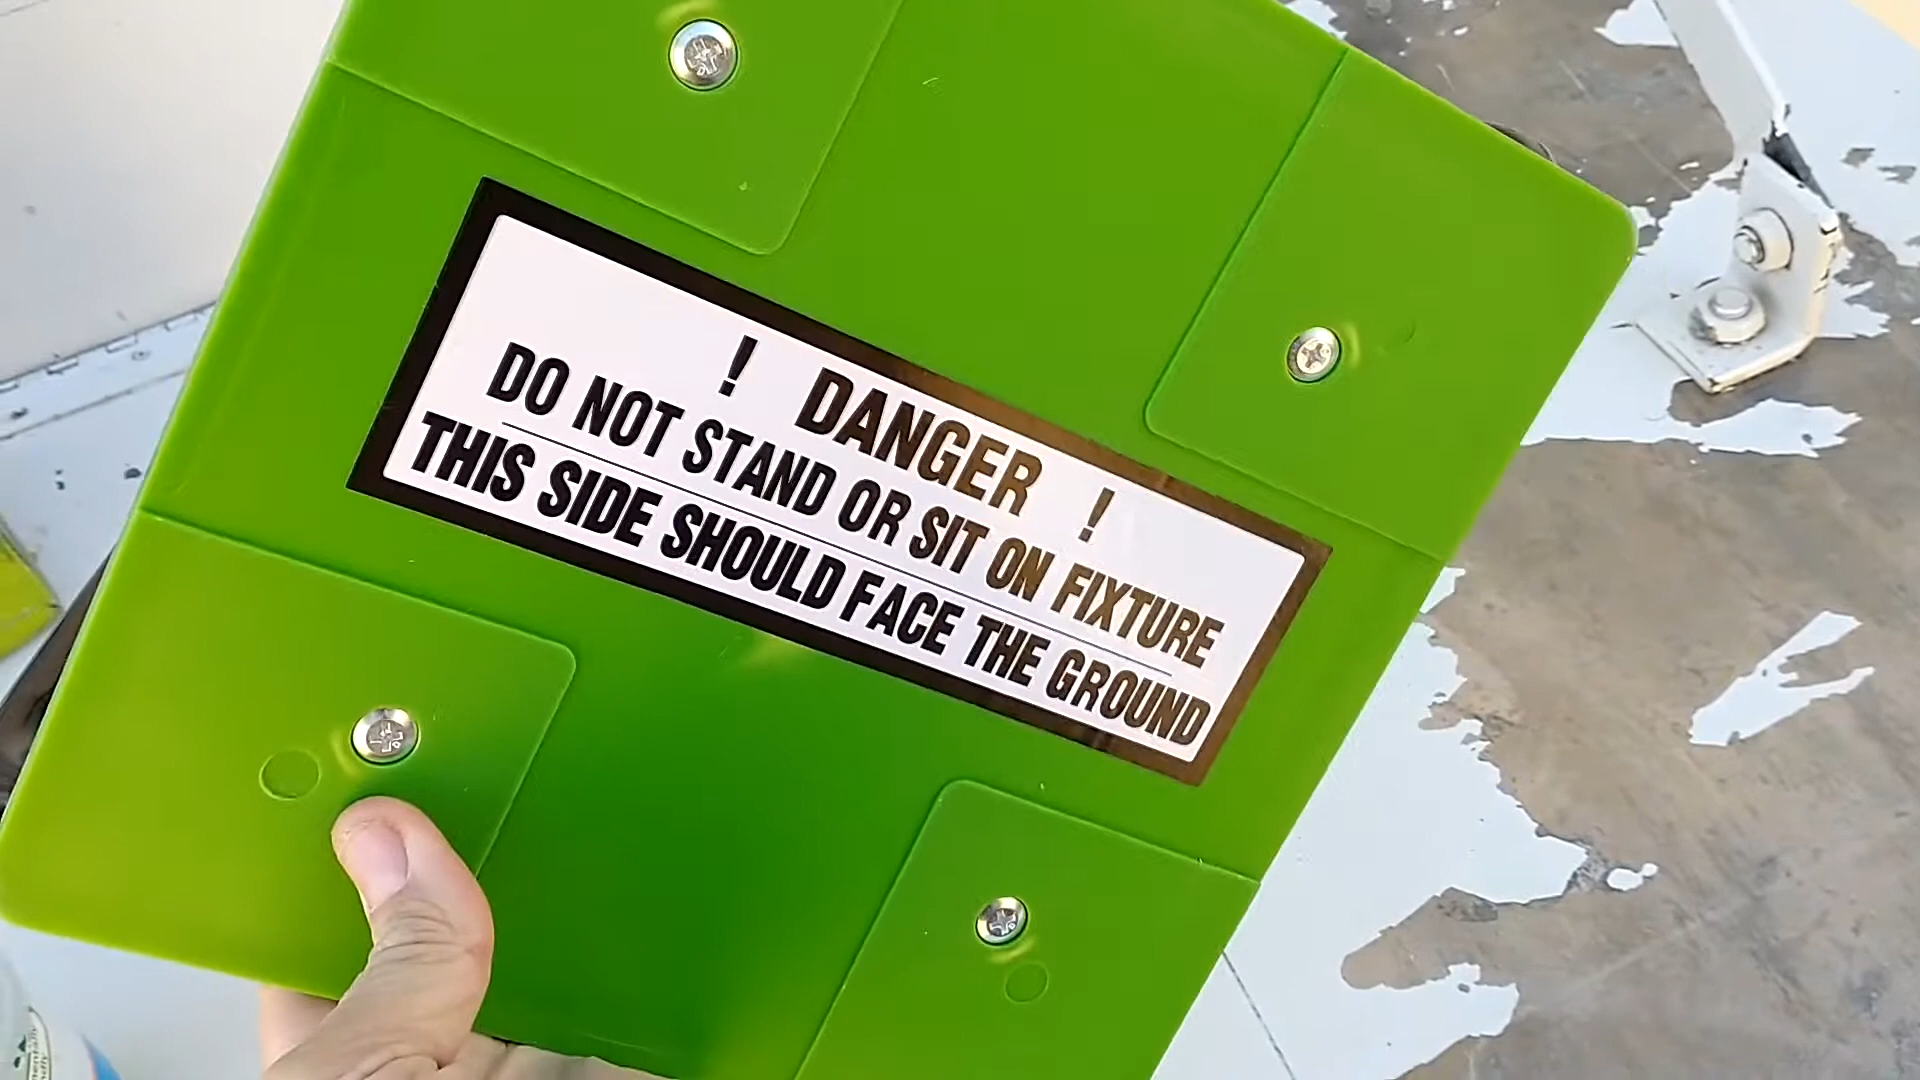 ! DANGER !
DO NOT STAND OR SIT ON FIXTURE
THIS SIDE SHOULD FACE THE GROUND